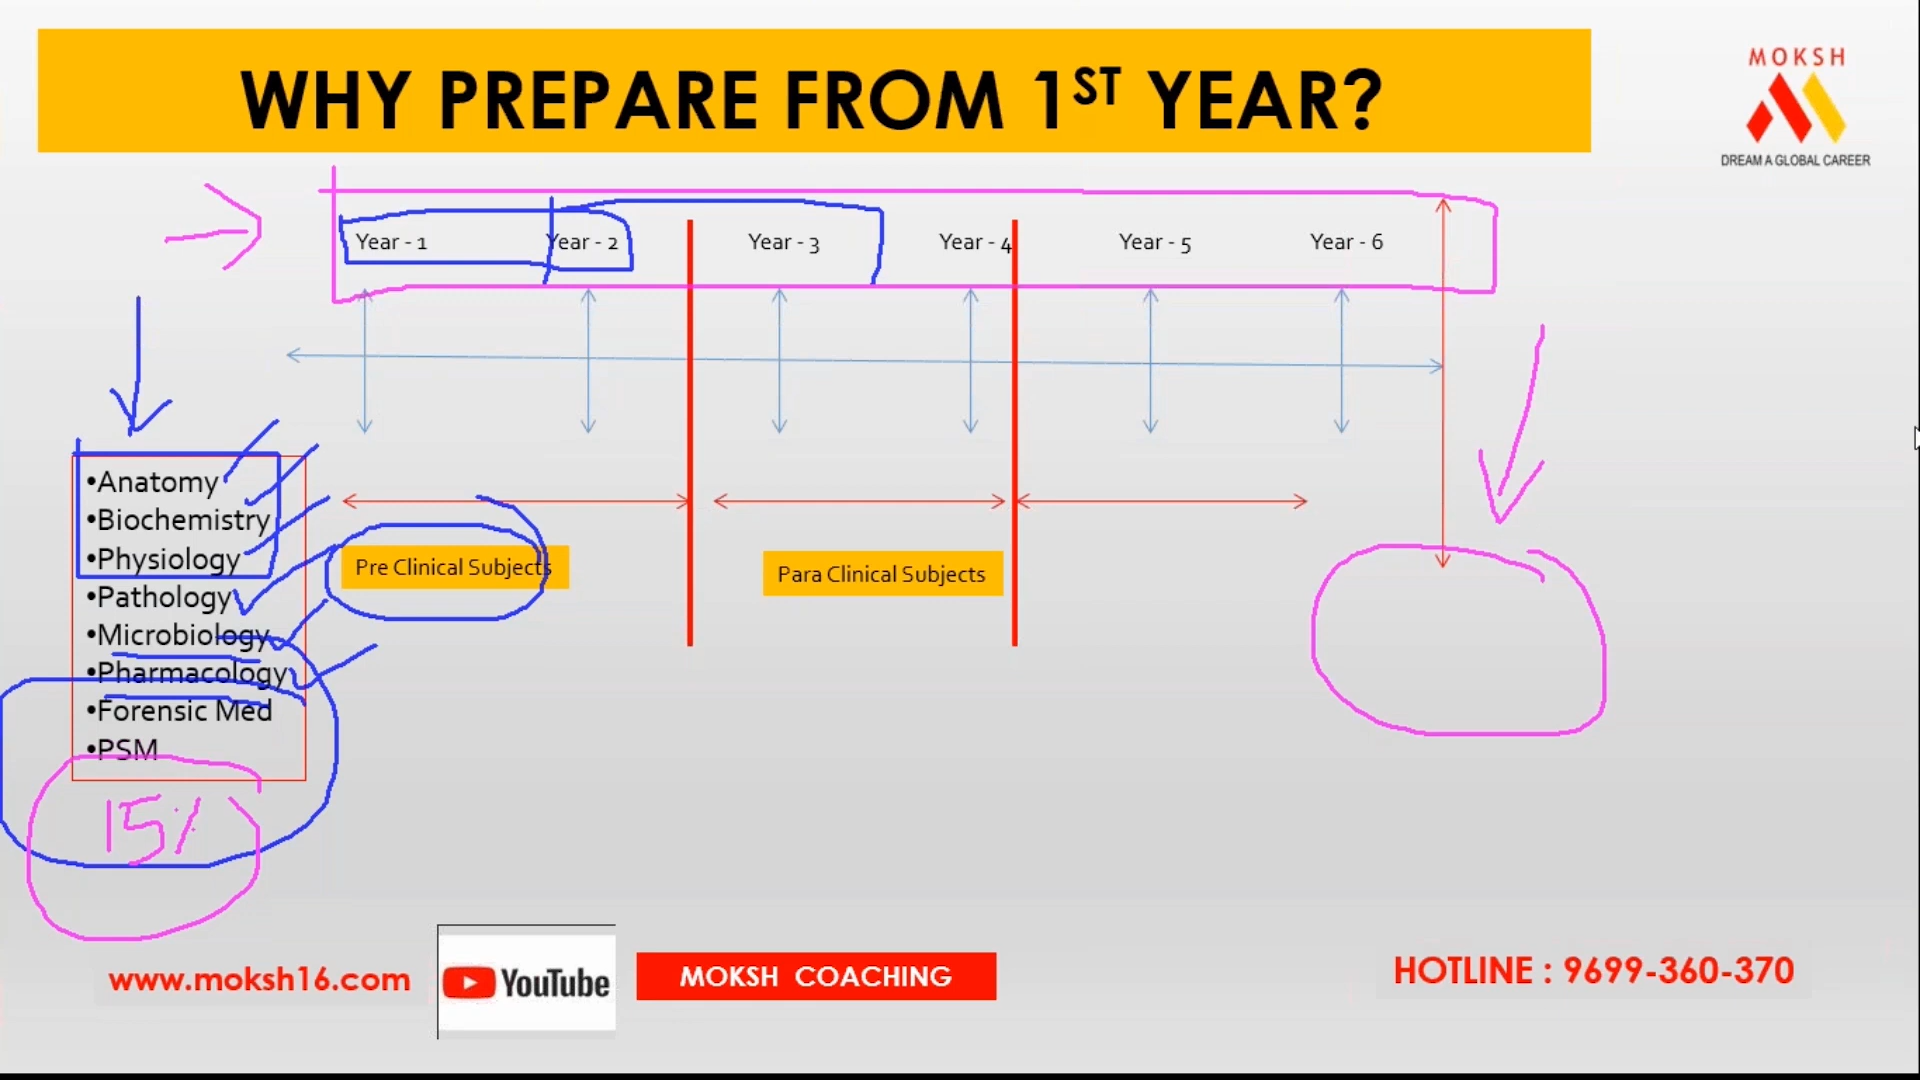 WHY PREPARE FROM 1ST YEAR?
MOKSH
DREAM A GLOBAL CAREER
Year - 1
Year - 2
Year - 3
Year - 4
Year - 5
Year - 6
•Anatomy
•Biochemistry
•Physiology
•Pathology
•Microbiology
•Pharmacology
•Forensic Med
•PSM
Pre Clinical Subjects
Para Clinical Subjects
15%
www.moksh16.com
YouTube
MOKSH COACHING
HOTLINE : 9699-360-370